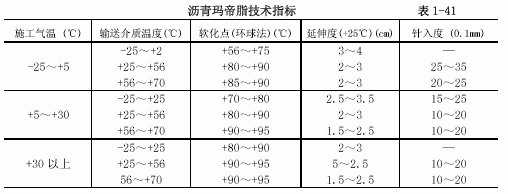 沥青玛帝脂技术指标 表1-41
施工气温 (℃) 输送介质温度(℃) 软化点(环球法)(℃) 延伸度(+25℃)(cm) 针入度 (0.1mm)
-25～+5 -25～+2 +56～+75 3～4 —
+25～+56 +80～+90 2～3 25～35
+56～+70 +85～+90 2～3 20～25
+5～+30 -25～+25 +70～+80 2.5～3.5 15～25
+25～+56 +80～+90 2～3 10～20
+56～+70 +90～+95 1.5～2.5 10～20
+30以上 -25～+25 +80～+90 2～3 —
+25～+56 +90～+95 5～2.5 10～20
56～+70 +90～+95 1.5～2.5 10～20